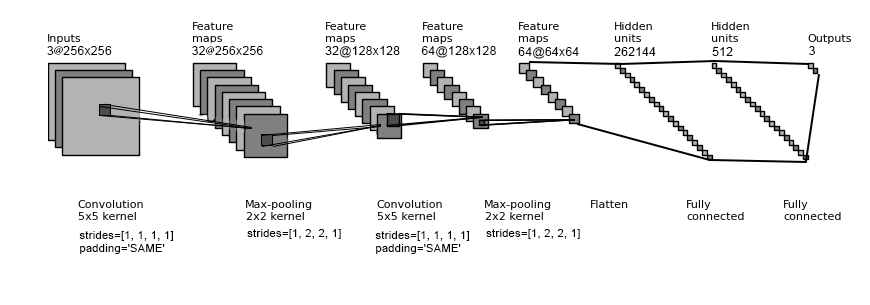 Inputs
3@256x256
Feature
maps
32@256x256
Feature
maps
32@128x128
Feature
maps
64@128x128
Feature
maps
64@64x64
Hidden
units
262144
Hidden
units
512
Outputs
3
Convolution
5x5 kernel
strides=[1, 1, 1, 1]
padding='SAME'
Max-pooling
2x2 kernel
strides=[1, 2, 2, 1]
Convolution
5x5 kernel
strides=[1, 1, 1, 1]
padding='SAME'
Max-pooling
2x2 kernel
strides=[1, 2, 2, 1]
Flatten
Fully
connected
Fully
connected